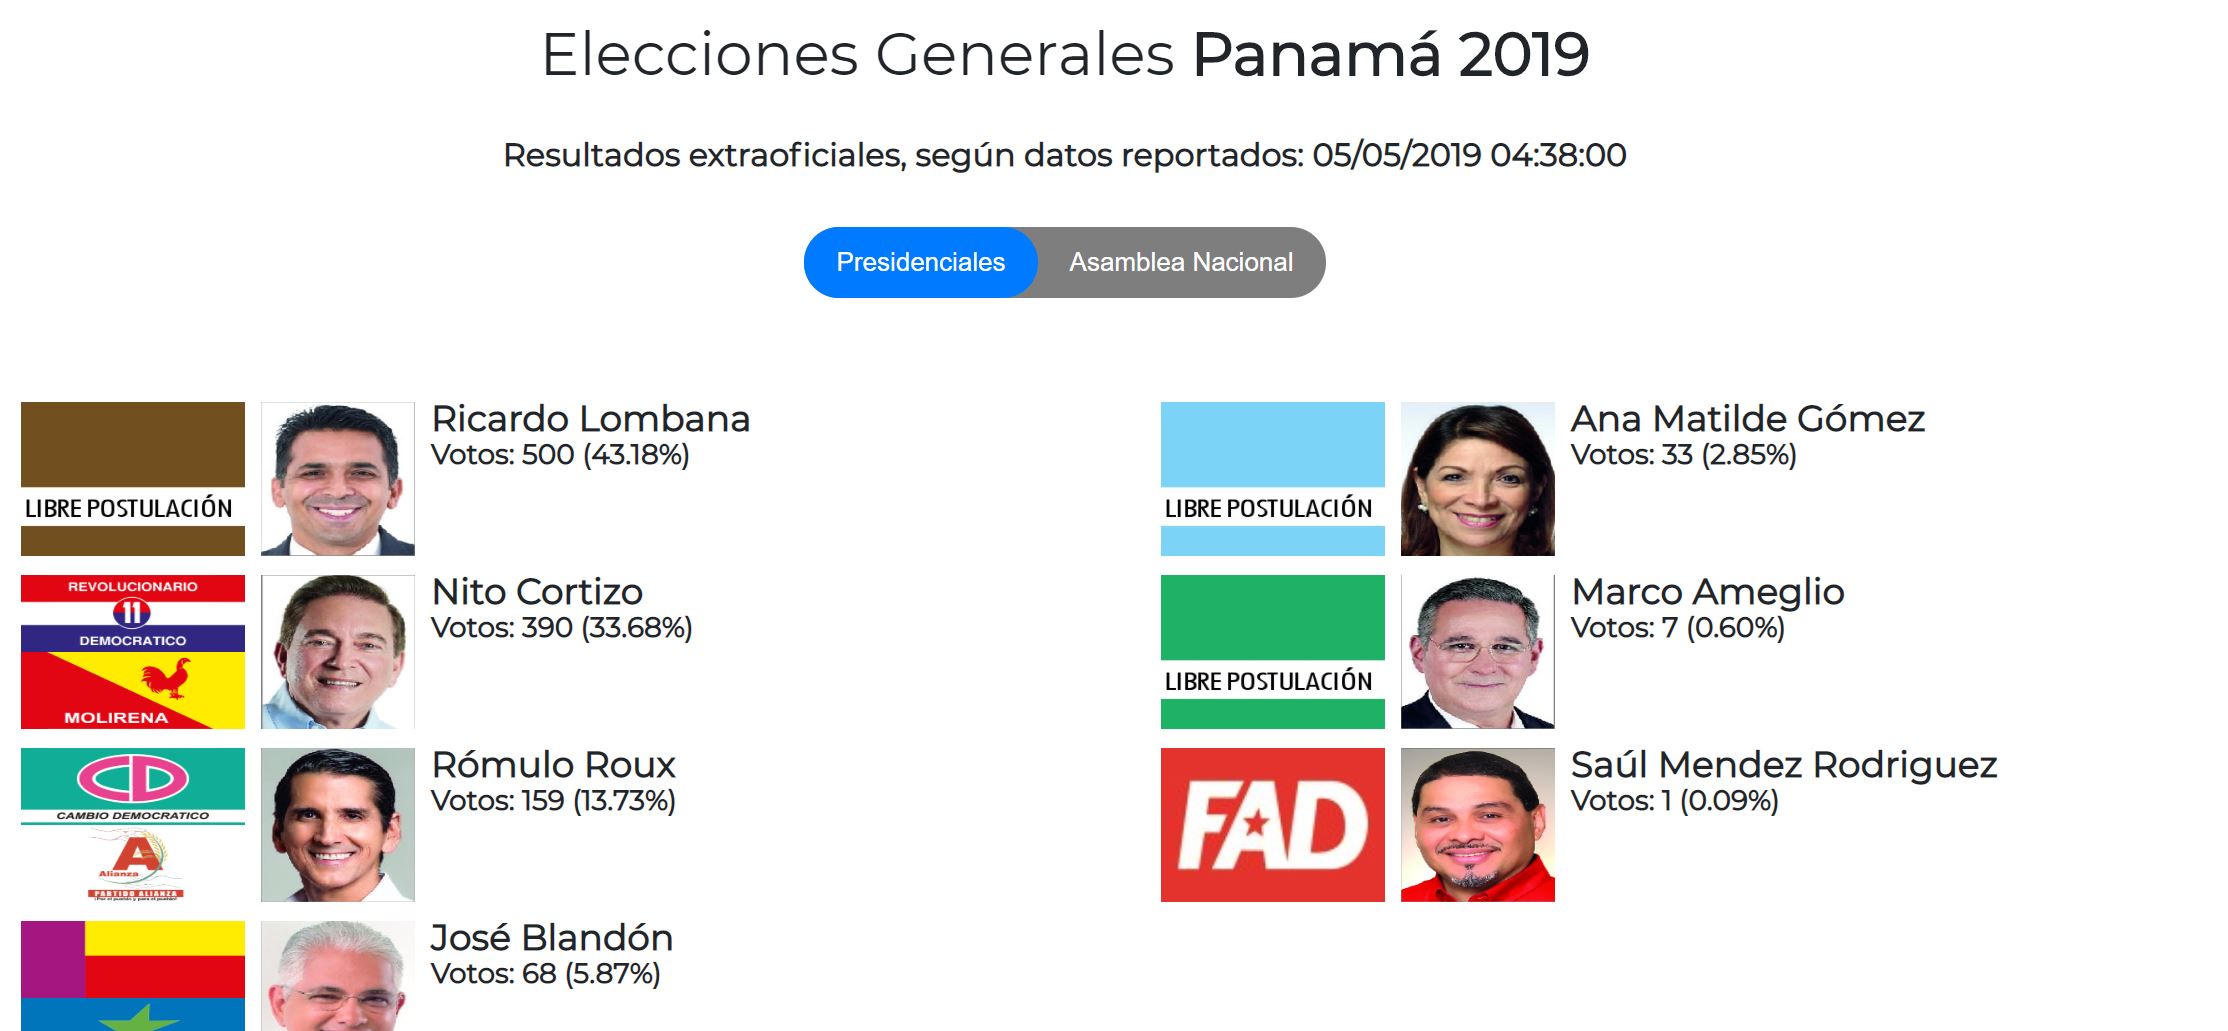 Elecciones Generales Panamá 2019
Resultados extraoficiales, según datos reportados: 05/05/2019 04:38:00
Presidenciales
Asamblea Nacional
LIBRE POSTULACIÓN
Ricardo Lombana
Votos: 500 (43.18%)
REVOLUCIONARIO
11
DEMOCRATICO
MOLIRENA
Nito Cortizo
Votos: 390 (33.68%)
CD
CAMBIO DEMOCRATICO
A
Alianza
PARTIDO ALIANZA
¡Por el pueblo y para el pueblo!
Rómulo Roux
Votos: 159 (13.73%)
José Blandón
Votos: 68 (5.87%)
LIBRE POSTULACIÓN
Ana Matilde Gómez
Votos: 33 (2.85%)
LIBRE POSTULACIÓN
Marco Ameglio
Votos: 7 (0.60%)
FAD
Saúl Mendez Rodriguez
Votos: 1 (0.09%)